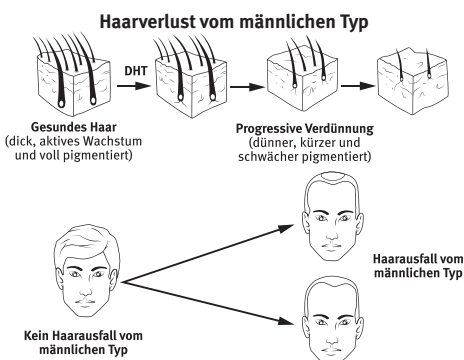 Haarverlust vom männlichen Typ
DHT
Gesundes Haar
(dick, aktives Wachstum
und voll pigmentiert)
Progressive Verdünnung
(dünner, kürzer und
schwächer pigmentiert)
Haarausfall vom
männlichen Typ
Kein Haarausfall vom
männlichen Typ